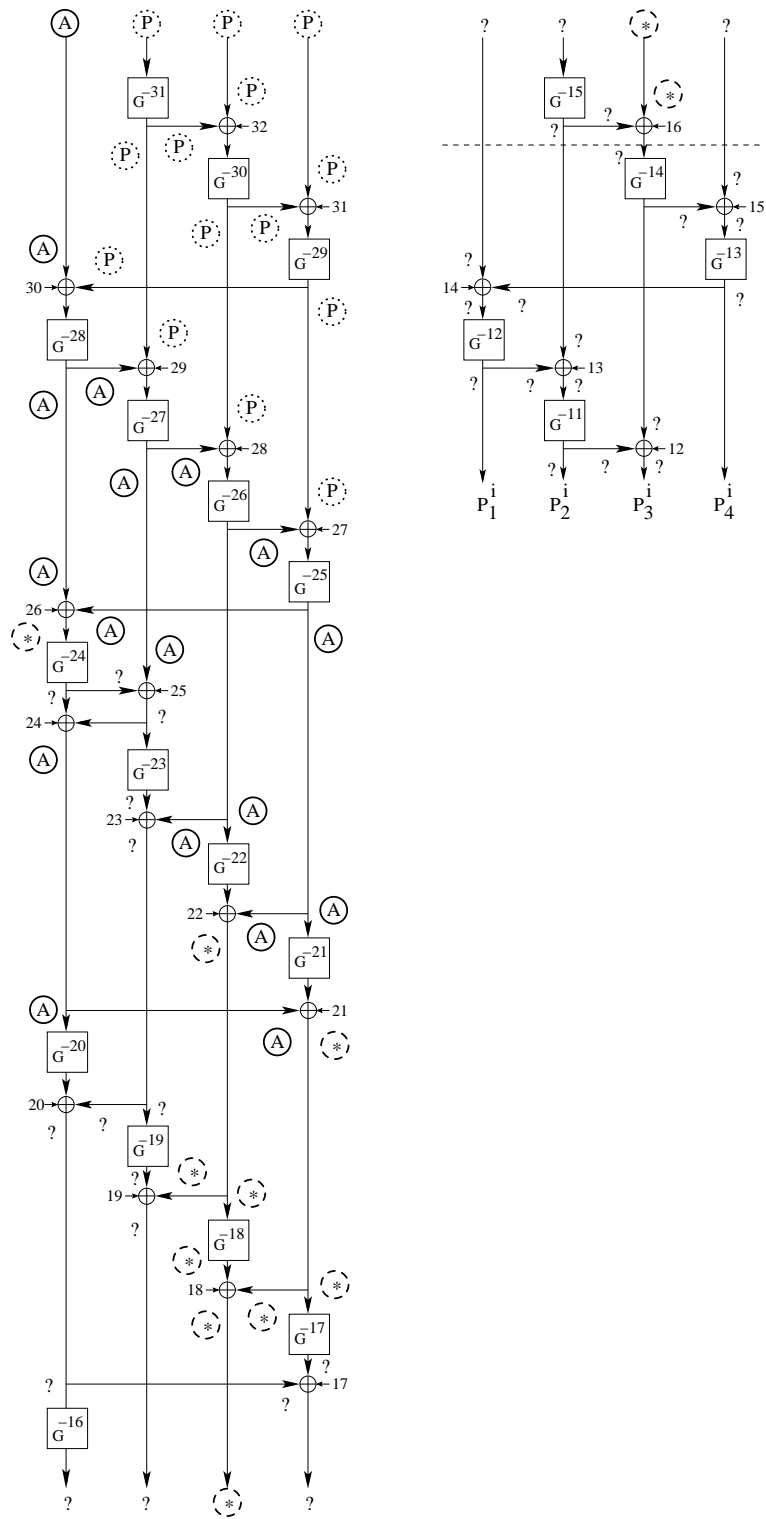 A P P P
G-31 P
P P 32
G-30 P
P P 31
A P G-29
30 P
G-28 P
A A 29
G-27 P
A A 28
G-26 P
A 27
A G-25
26
* A A A
G-24 ? 25
? ?
24
A G-23
? A
23 A
? G-22
22 A A
* G-21
A 21
G-20 A *
20 ? ?
? G-19
? * *
19
? G-18
* *
18 *
* G-17
? ?
? 17
G-16
? ? * ?
? ? * ?
G-15 *
? ? 16
? G-14
? ? 15
? G-13
14 ? ?
? G-12 ?
? ? 13
? G-11 ?
? ? 12
?
P1i P2i P3i P4i